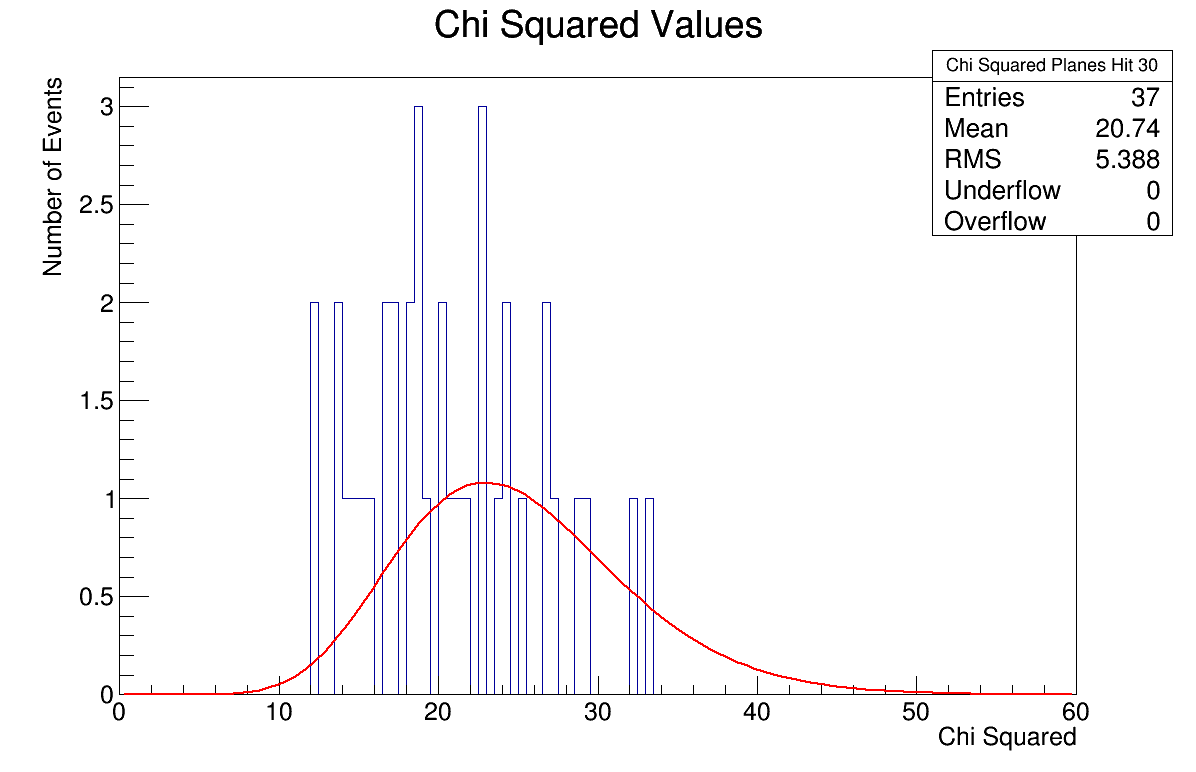 Chi Squared Values
Chi Squared Planes Hit 30
Entries 37
Mean 20.74
RMS 5.388
Underflow 0
Overflow 0
Number of Events
3
2.5
2
1.5
1
0.5
0
0 10 20 30 40 50 60
Chi Squared